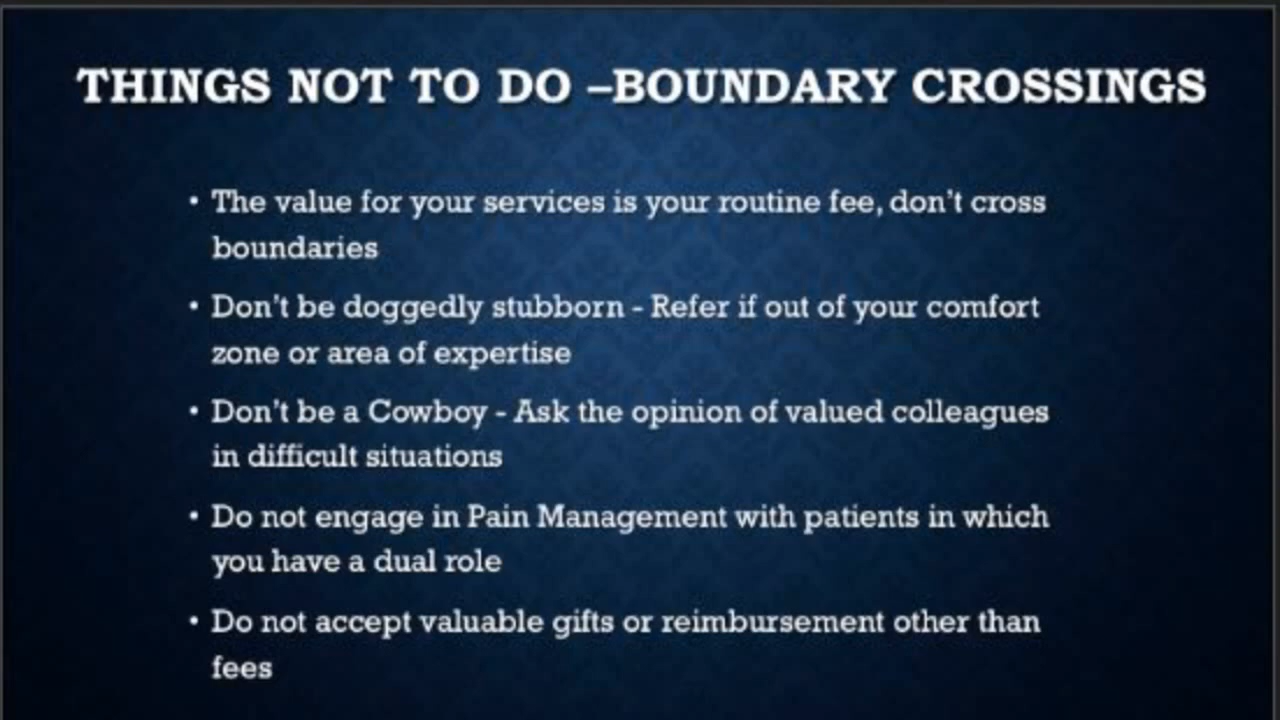 THINGS NOT TO DO –BOUNDARY CROSSINGS
• The value for your services is your routine fee, don’t cross
boundaries
• Don’t be doggedly stubborn - Refer if out of your comfort
zone or area of expertise
• Don’t be a Cowboy - Ask the opinion of valued colleagues
in difficult situations
• Do not engage in Pain Management with patients in which
you have a dual role
• Do not accept valuable gifts or reimbursement other than
fees